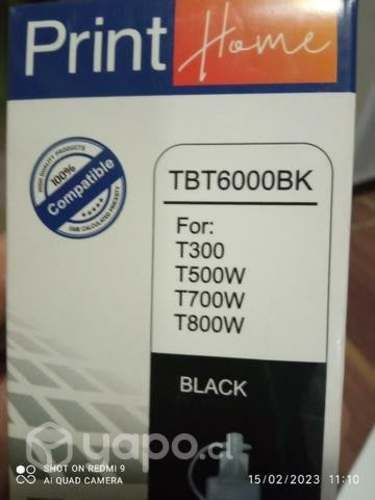 Print Home
HIGH QUALITY PRODUCTS
100%
Compatible
TBT6000BK
For:
T300
T500W
T700W
T800W
BLACK
yapo.cl
SHOT ON REDMI 9
AI QUAD CAMERA
15/02/2023 11:10